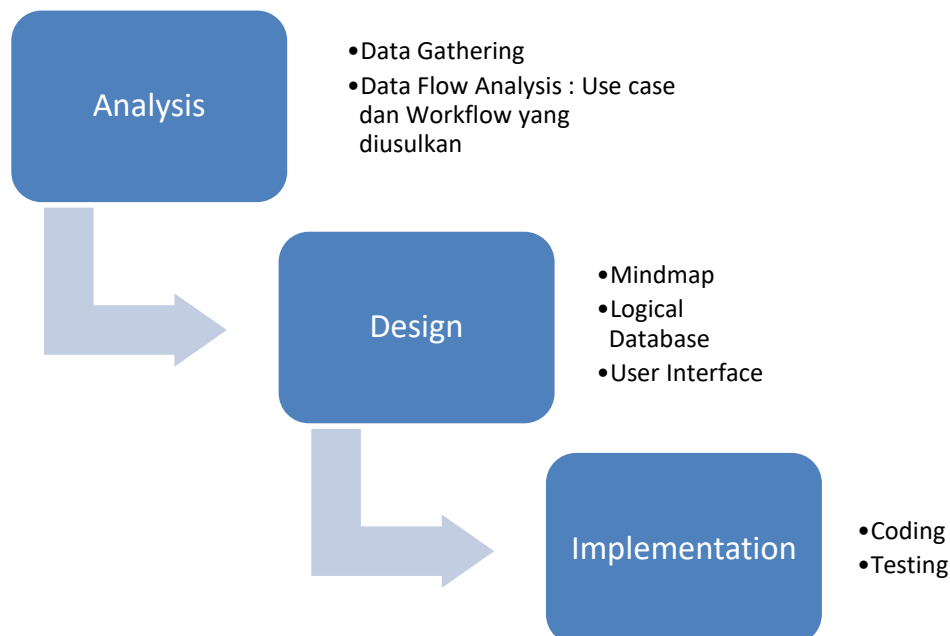 Analysis
•Data Gathering
•Data Flow Analysis : Use case
dan Workflow yang
diusulkan
Design
•Mindmap
•Logical
Database
•User Interface
Implementation
•Coding
•Testing